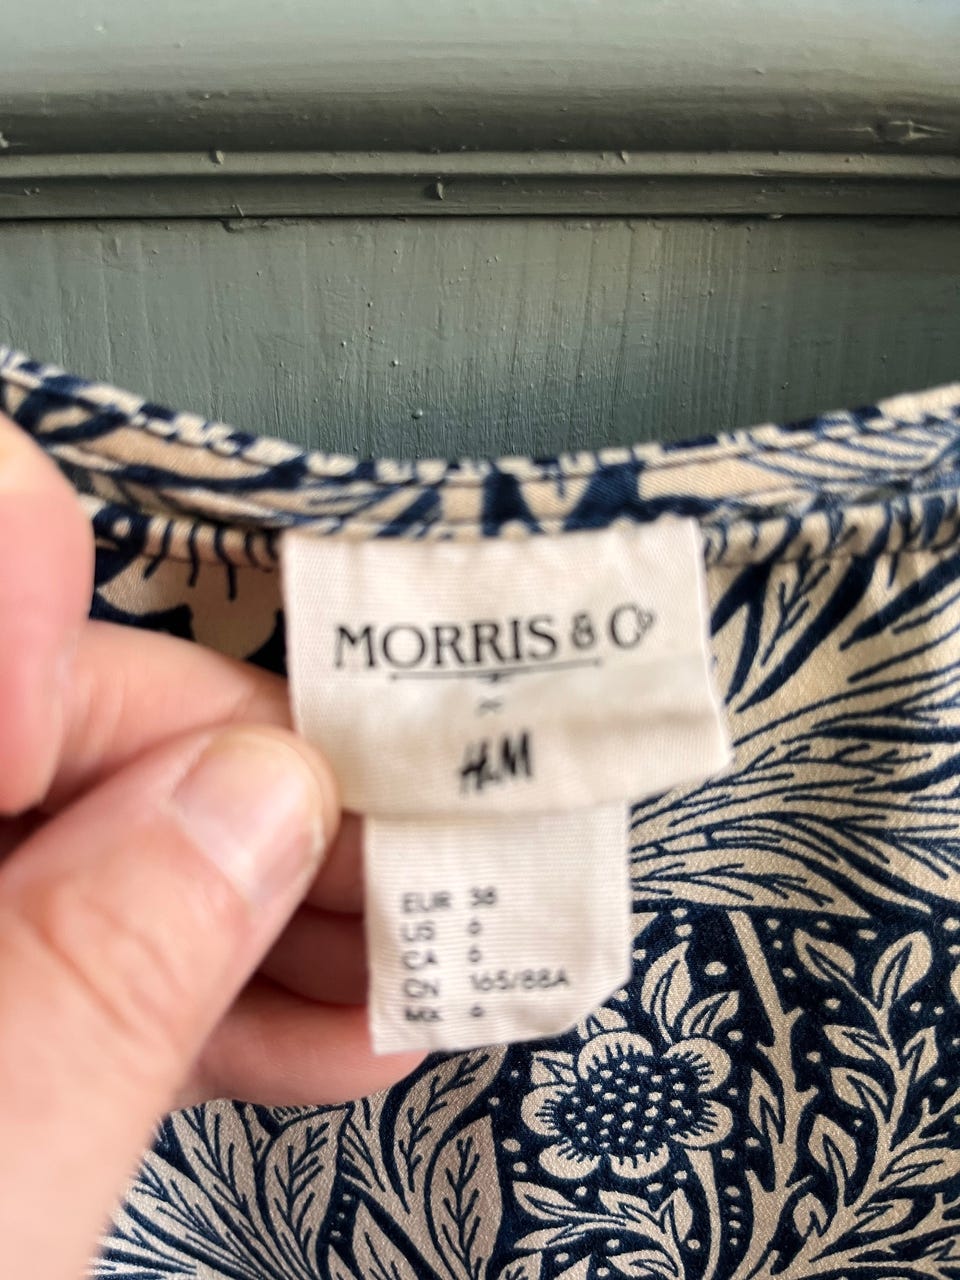 MORRIS & Co
×
H&M
EUR 38
US 6
CA 6
CN 165/88A
MX 6